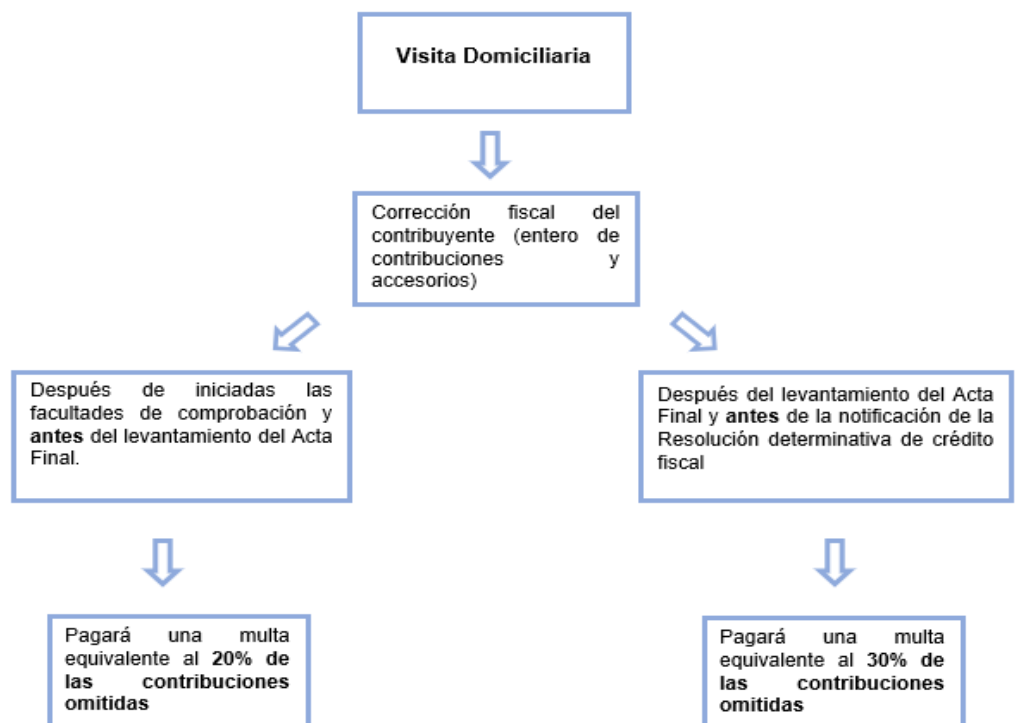 Visita Domiciliaria
Corrección fiscal del
contribuyente (entero de
contribuciones y
accesorios)
Después de iniciadas las
facultades de comprobación y
antes del levantamiento del Acta
Final.
Después del levantamiento del Acta
Final y antes de la notificación de la
Resolución determinativa de crédito
fiscal
Pagará una multa
equivalente al 20% de
las contribuciones
omitidas
Pagará una multa
equivalente al 30% de
las contribuciones
omitidas